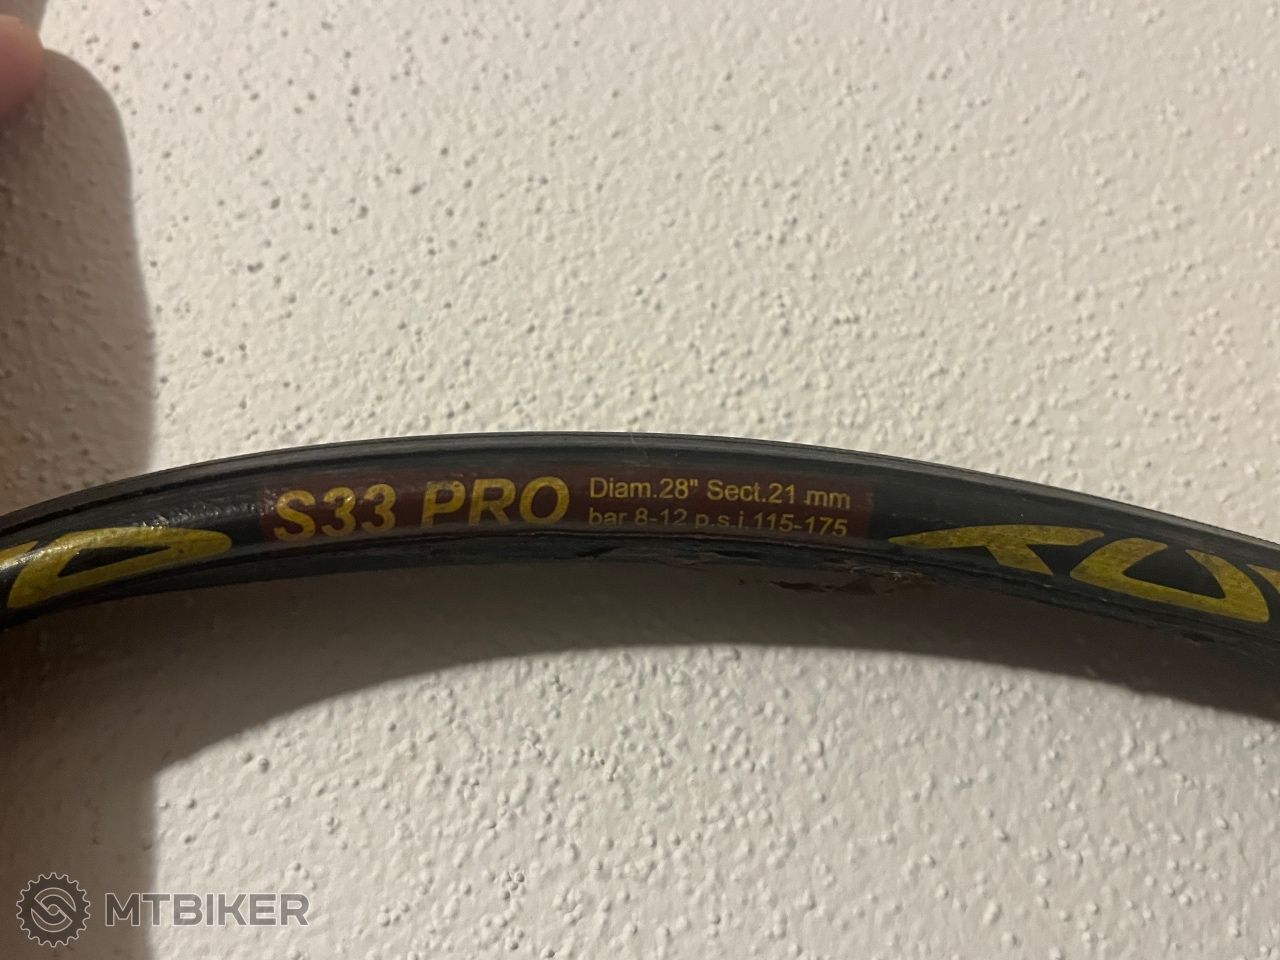 S33 PRO
Diam.28" Sect.21 mm
bar 8-12 p.s.i.115-175
MTBIKER